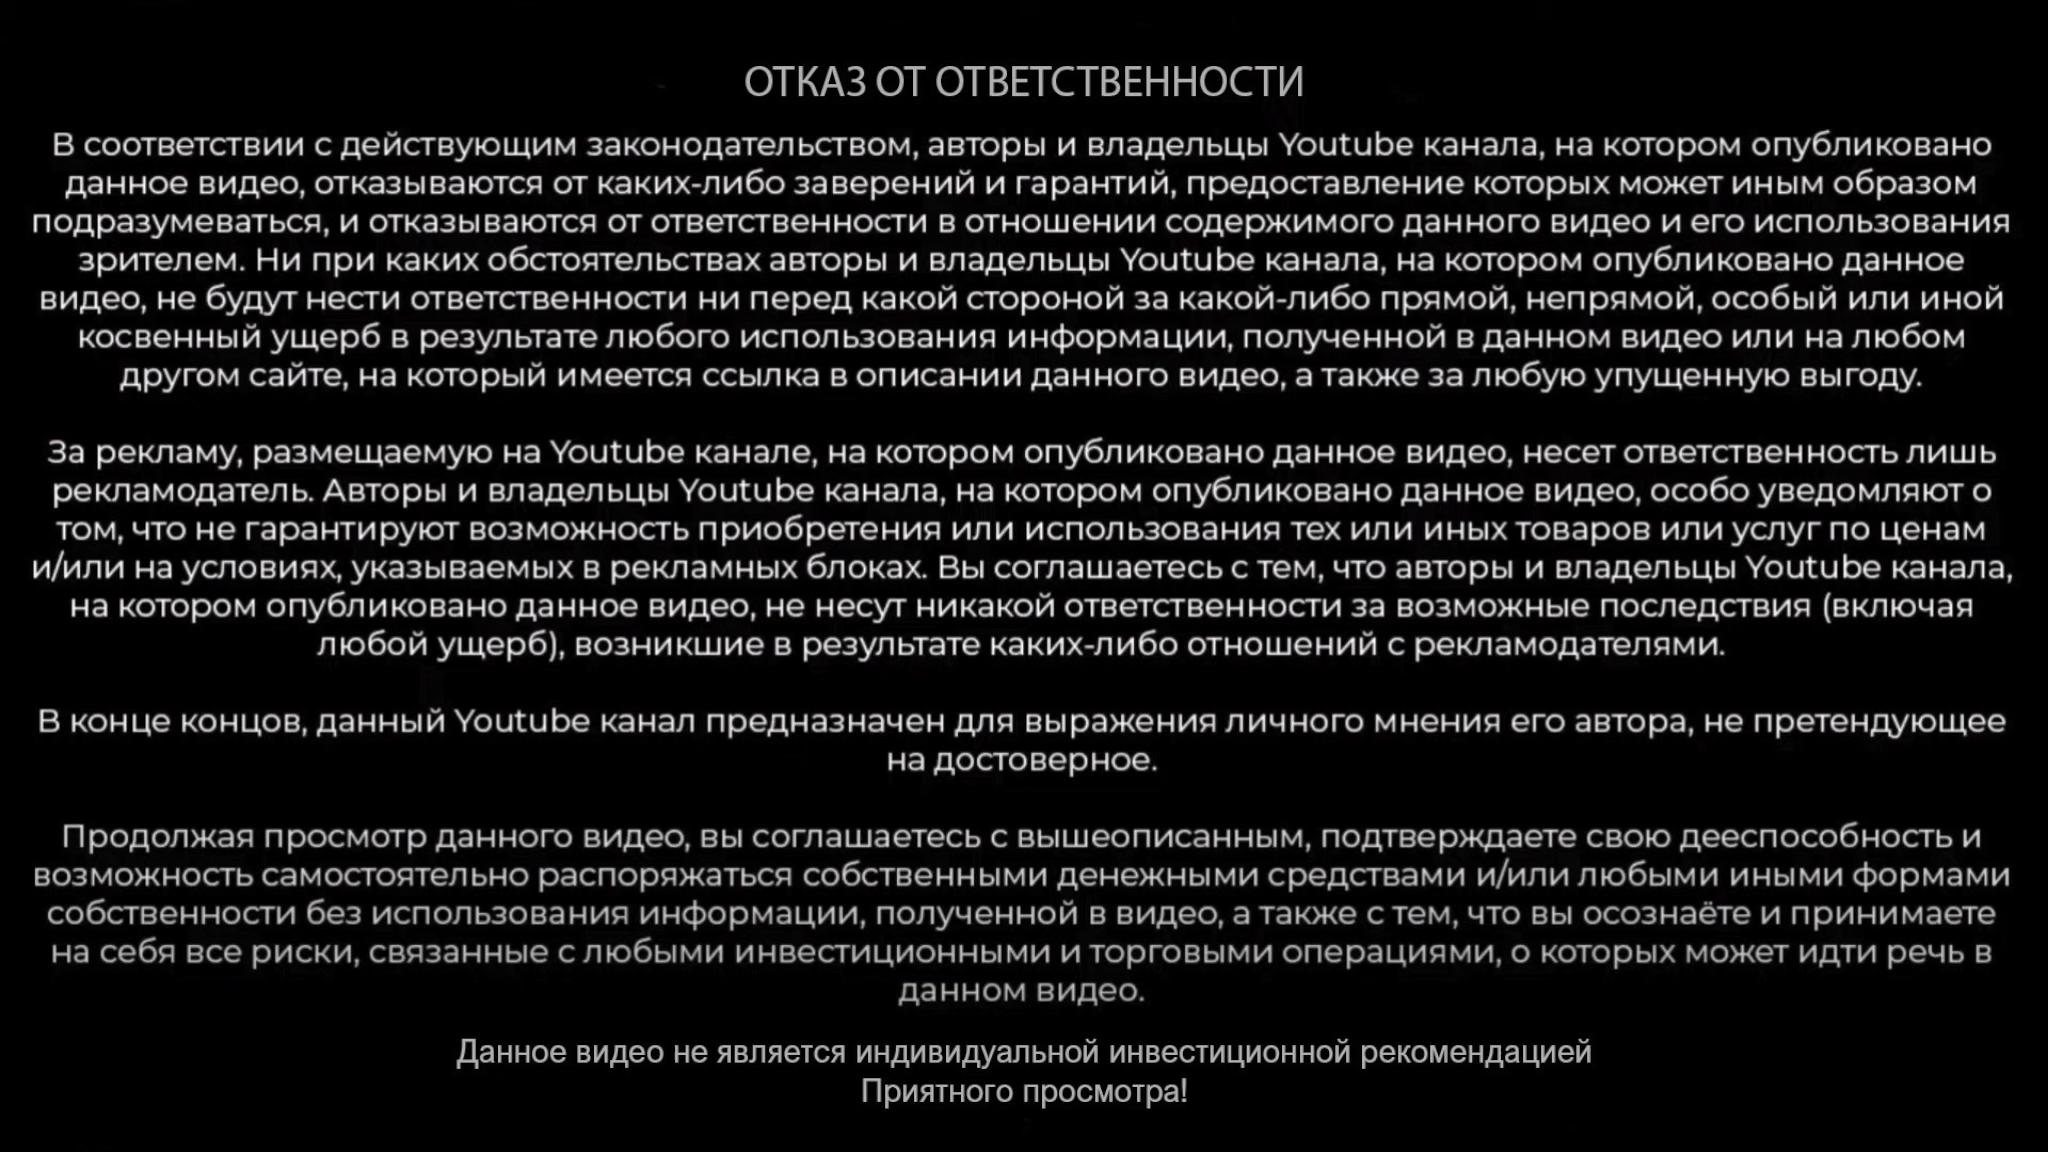 ОТКАЗ ОТ ОТВЕТСТВЕННОСТИ
В соответствии с действующим законодательством, авторы и владельцы Youtube канала, на котором опубликовано
данное видео, отказываются от каких-либо заверений и гарантий, предоставление которых может иным образом
подразумеваться, и отказываются от ответственности в отношении содержимого данного видео и его использования
зрителем. Ни при каких обстоятельствах авторы и владельцы Youtube канала, на котором опубликовано данное
видео, не будут нести ответственности ни перед какой стороной за какой-либо прямой, непрямой, особый или иной
косвенный ущерб в результате любого использования информации, полученной в данном видео или на любом
другом сайте, на который имеется ссылка в описании данного видео, а также за любую упущенную выгоду.
За рекламу, размещаемую на Youtube канале, на котором опубликовано данное видео, несет ответственность лишь
рекламодатель. Авторы и владельцы Youtube канала, на котором опубликовано данное видео, особо уведомляют о
том, что не гарантируют возможность приобретения или использования тех или иных товаров или услуг по ценам
и/или на условиях, указываемых в рекламных блоках. Вы соглашаетесь с тем, что авторы и владельцы Youtube канала,
на котором опубликовано данное видео, не несут никакой ответственности за возможные последствия (включая
любой ущерб), возникшие в результате каких-либо отношений с рекламодателями.
В конце концов, данный Youtube канал предназначен для выражения личного мнения его автора, не претендующее
на достоверное.
Продолжая просмотр данного видео, вы соглашаетесь с вышеописанным, подтверждаете свою дееспособность и
возможность самостоятельно распоряжаться собственными денежными средствами и/или любыми иными формами
собственности без использования информации, полученной в видео, а также с тем, что вы осознаёте и принимаете
на себя все риски, связанные с любыми инвестиционными и торговыми операциями, о которых может идти речь в
данном видео.
Данное видео не является индивидуальной инвестиционной рекомендацией
Приятного просмотра!